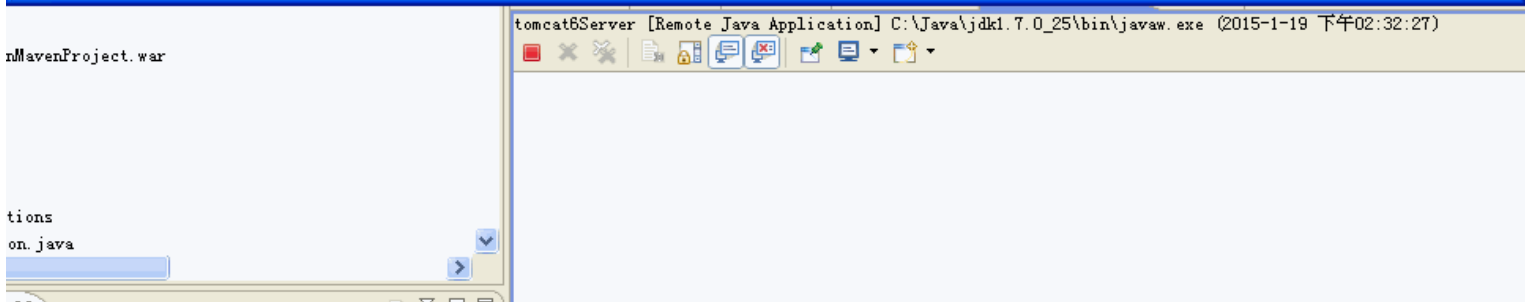 tomcat6Server [Remote Java Application] C:\Java\jdk1.7.0_25\bin\javaw.exe (2015-1-19 下午02:32:27)
nMavenProject.war
tions
on.java